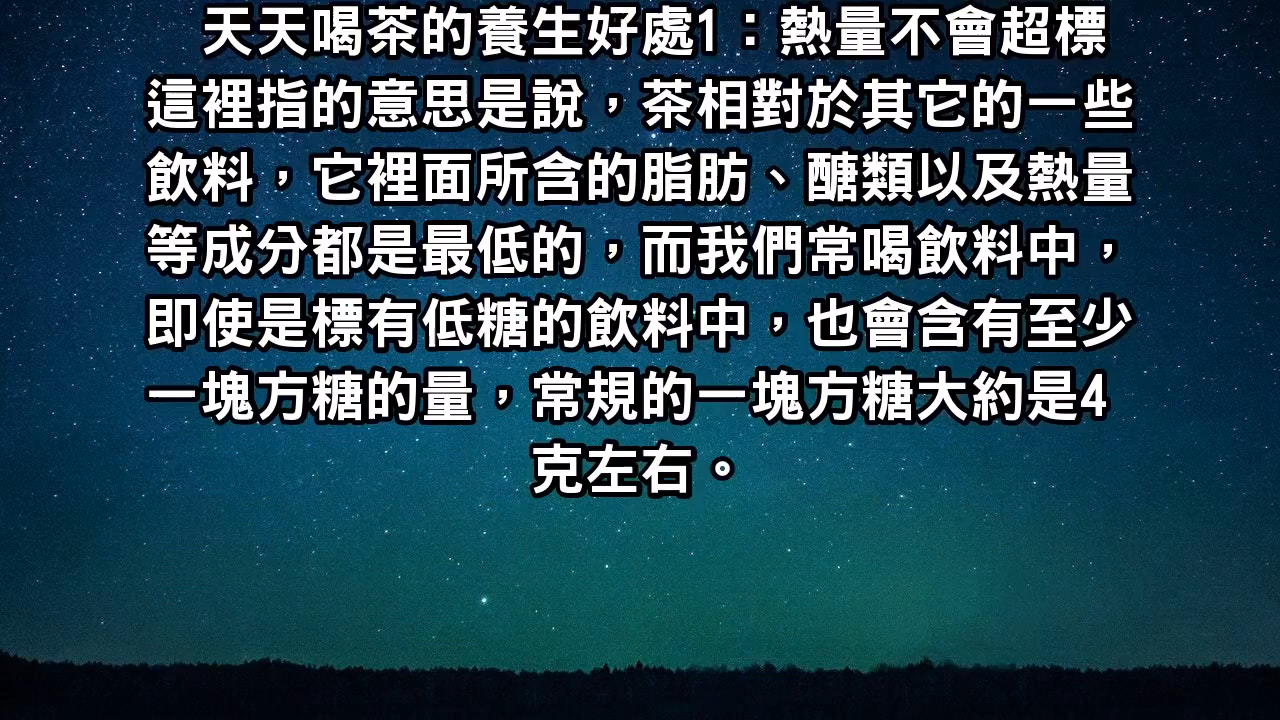 天天喝茶的養生好處1：熱量不會超標
這裡指的意思是說，茶相對於其它的一些
飲料，它裡面所含的脂肪、醣類以及熱量
等成分都是最低的，而我們常喝飲料中，
即使是標有低糖的飲料中，也會含有至少
一塊方糖的量，常規的一塊方糖大約是4
克左右。